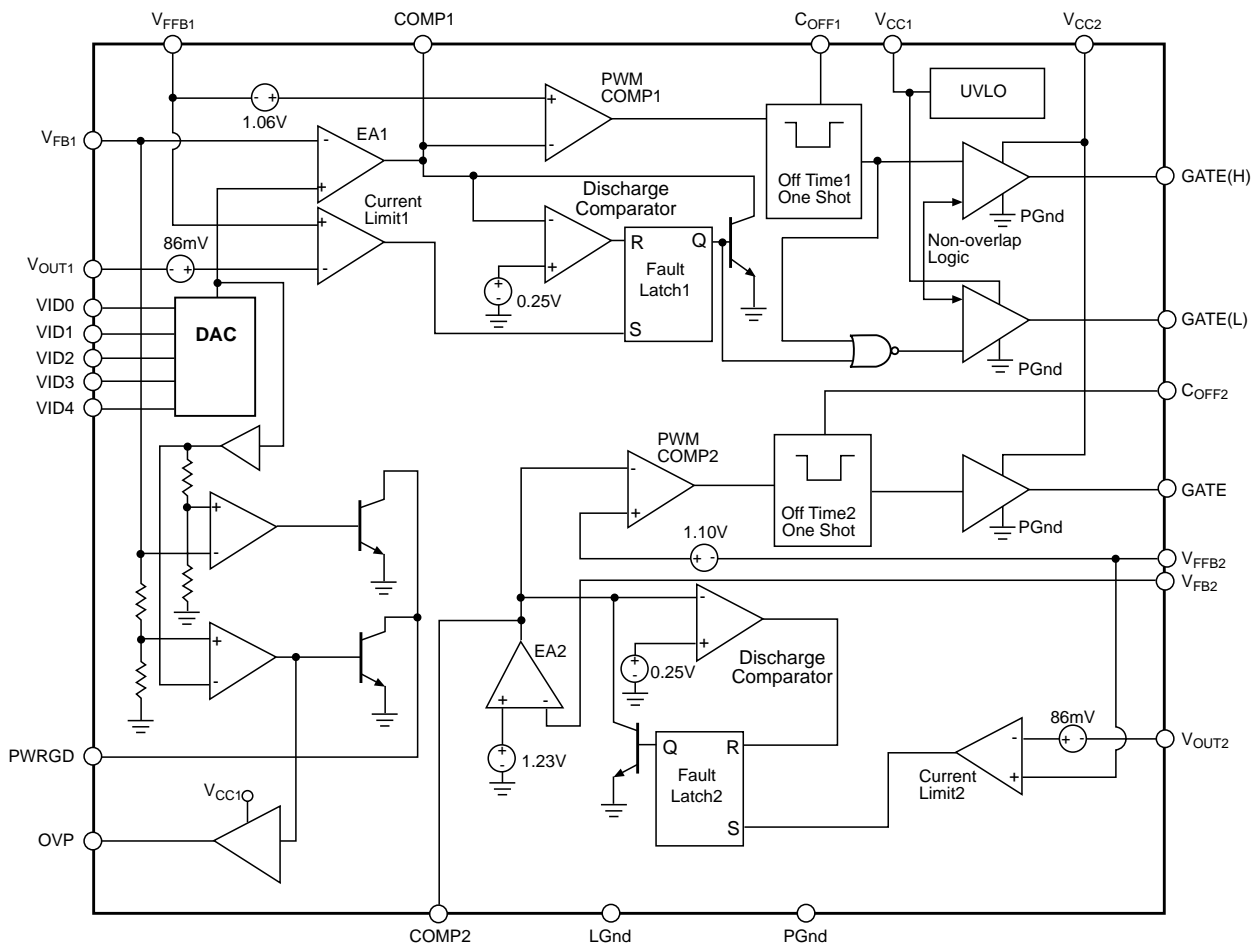 VFFB1
COMP1
COFF1
VCC1
VCC2
PWM
COMP1
UVLO
- +
1.06V
+
-
VFB1
EA1
-
+
Off Time1
One Shot
GATE(H)
PGnd
Current
Limit1
Discharge
Comparator
+
-
86mV
- +
VOUT1
-
+
R
Q
Fault
Latch1
S
+
-
0.25V
Non-overlap
Logic
VID0
VID1
VID2
VID3
VID4
DAC
GATE(L)
PGnd
COFF2
PWM
COMP2
-
+
Off Time2
One Shot
GATE
PGnd
+
-
1.10V
+ -
VFFB2
VFB2
+
-
EA2
+ -
-
+
+
-
0.25V
Discharge
Comparator
86mV
+ -
VOUT2
+
-
1.23V
Q
R
Fault
Latch2
S
-
+
Current
Limit2
PWRGD
VCC1
OVP
COMP2
LGnd
PGnd